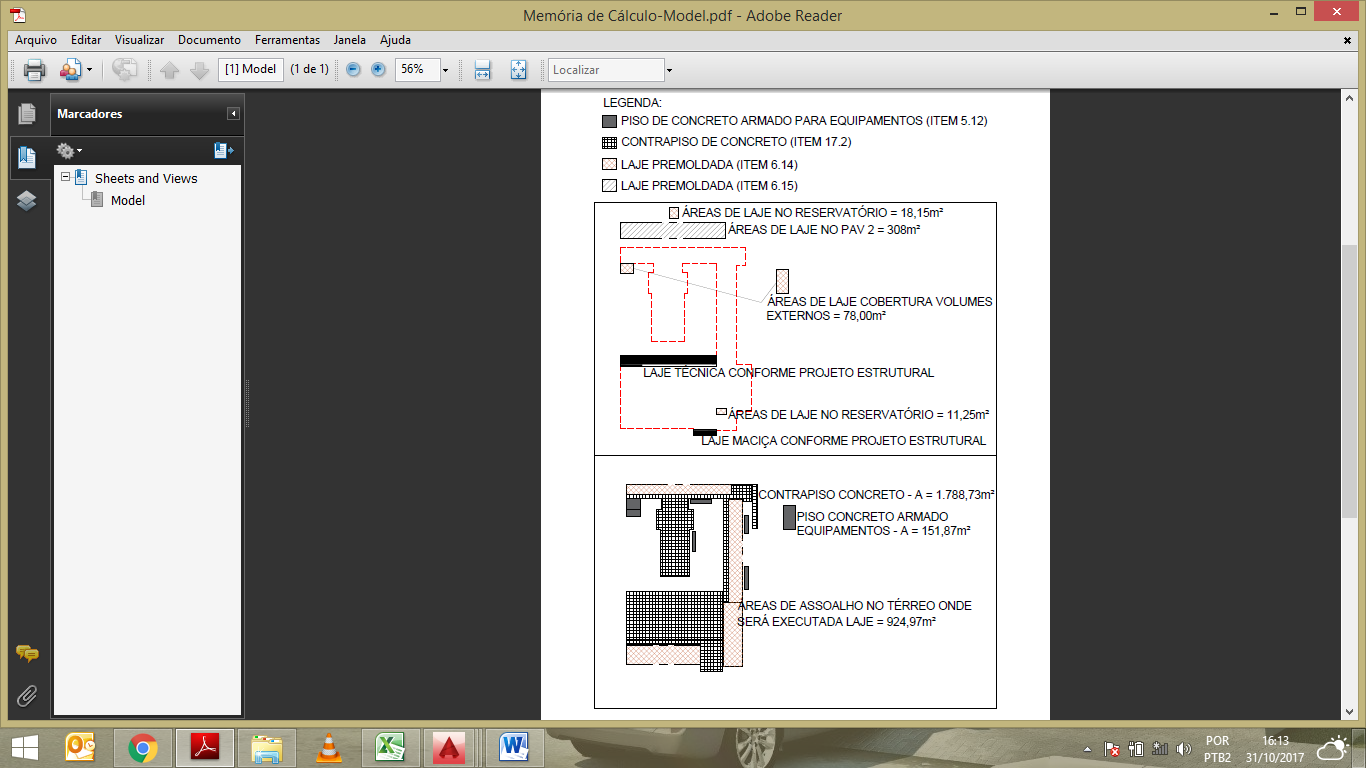 Memória de Cálculo-Model.pdf - Adobe Reader
Arquivo Editar Visualizar Documento Ferramentas Janela Ajuda
[1] Model (1 de 1) 56% Localizar
Marcadores
Sheets and Views
Model
LEGENDA:
PISO DE CONCRETO ARMADO PARA EQUIPAMENTOS (ITEM 5.12)
CONTRAPISO DE CONCRETO (ITEM 17.2)
LAJE PREMOLDADA (ITEM 6.14)
LAJE PREMOLDADA (ITEM 6.15)
ÁREAS DE LAJE NO RESERVATÓRIO = 18,15m²
ÁREAS DE LAJE NO PAV 2 = 308m²
ÁREAS DE LAJE COBERTURA VOLUMES
EXTERNOS = 78,00m²
LAJE TÉCNICA CONFORME PROJETO ESTRUTURAL
ÁREAS DE LAJE NO RESERVATÓRIO = 11,25m²
LAJE MACIÇA CONFORME PROJETO ESTRUTURAL
CONTRAPISO CONCRETO - A = 1.788,73m²
PISO CONCRETO ARMADO
EQUIPAMENTOS - A = 151,87m²
ÁREAS DE ASSOALHO NO TÉRREO ONDE
SERÁ EXECUTADA LAJE = 924,97m²
POR 16:13
PTB2 31/10/2017